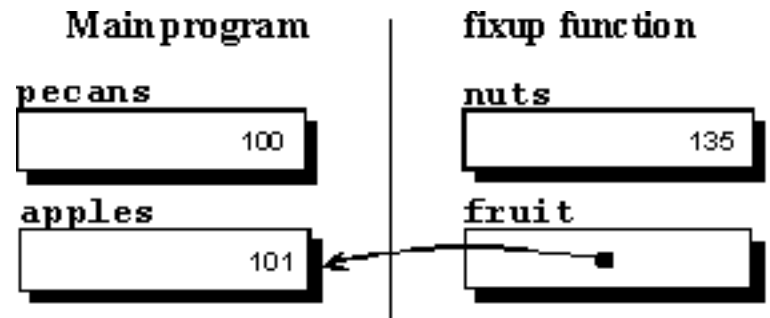 Main program
fixup function
pecans
nuts
100
135
apples
fruit
101